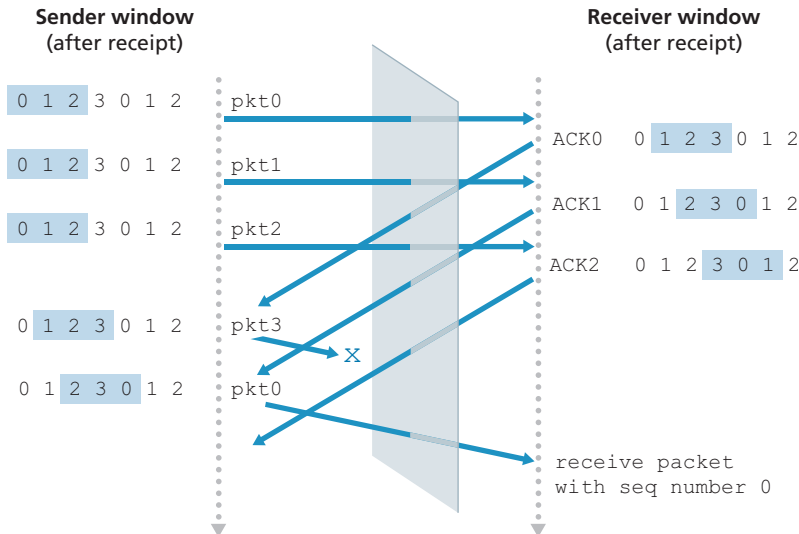 Sender window
(after receipt)
Receiver window
(after receipt)
0 1 2 3 0 1 2
pkt0
ACK0
0 1 2 3 0 1 2
0 1 2 3 0 1 2
pkt1
ACK1
0 1 2 3 0 1 2
0 1 2 3 0 1 2
pkt2
ACK2
0 1 2 3 0 1 2
0 1 2 3 0 1 2
pkt3
X
0 1 2 3 0 1 2
pkt0
receive packet
with seq number 0